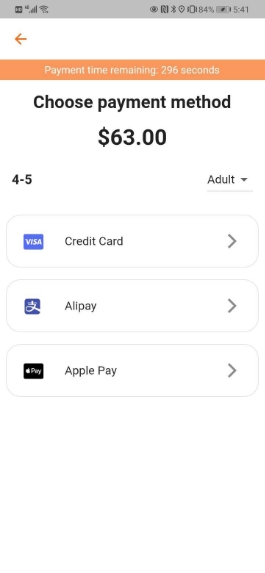 84% 5:41
Payment time remaining: 296 seconds
Choose payment method
$63.00
4-5 Adult
VISA Credit Card
支 Alipay
Pay Apple Pay